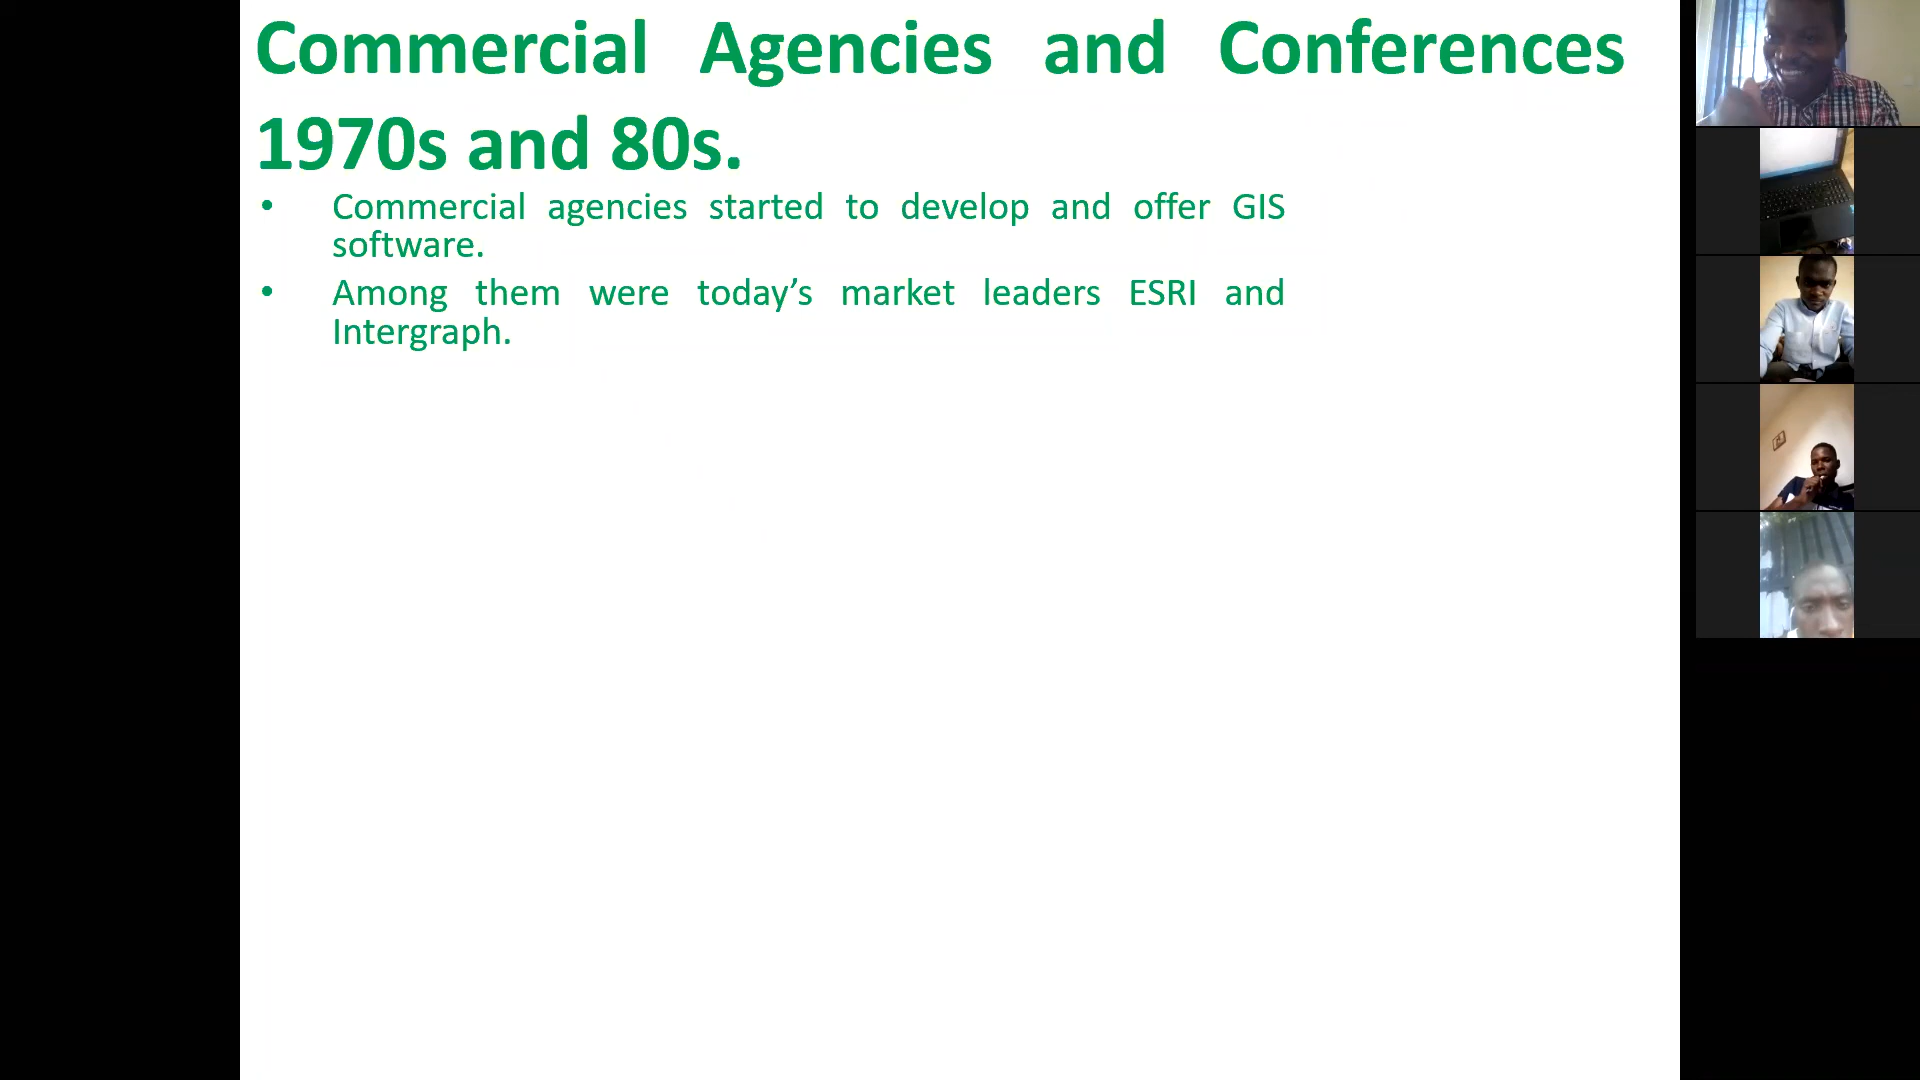 Commercial Agencies and Conferences
1970s and 80s.
• Commercial agencies started to develop and offer GIS
software.
• Among them were today’s market leaders ESRI and
Intergraph.